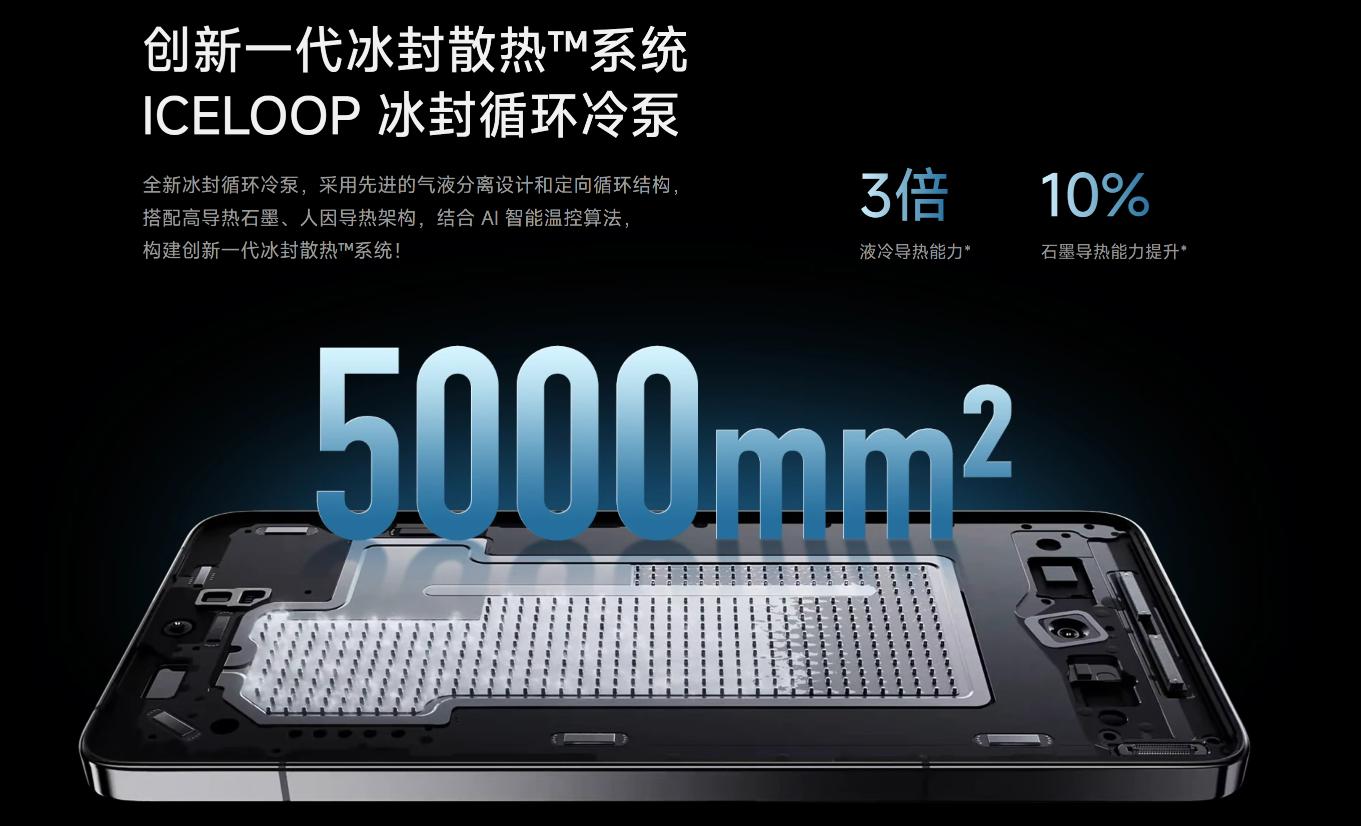 创新一代冰封散热™系统
ICELOOP 冰封循环冷泵
全新冰封循环冷泵，采用先进的气液分离设计和定向循环结构，
搭配高导热石墨、人因导热架构，结合 AI 智能温控算法，
构建创新一代冰封散热™系统！
3倍
液冷导热能力*
10%
石墨导热能力提升*
5000mm²